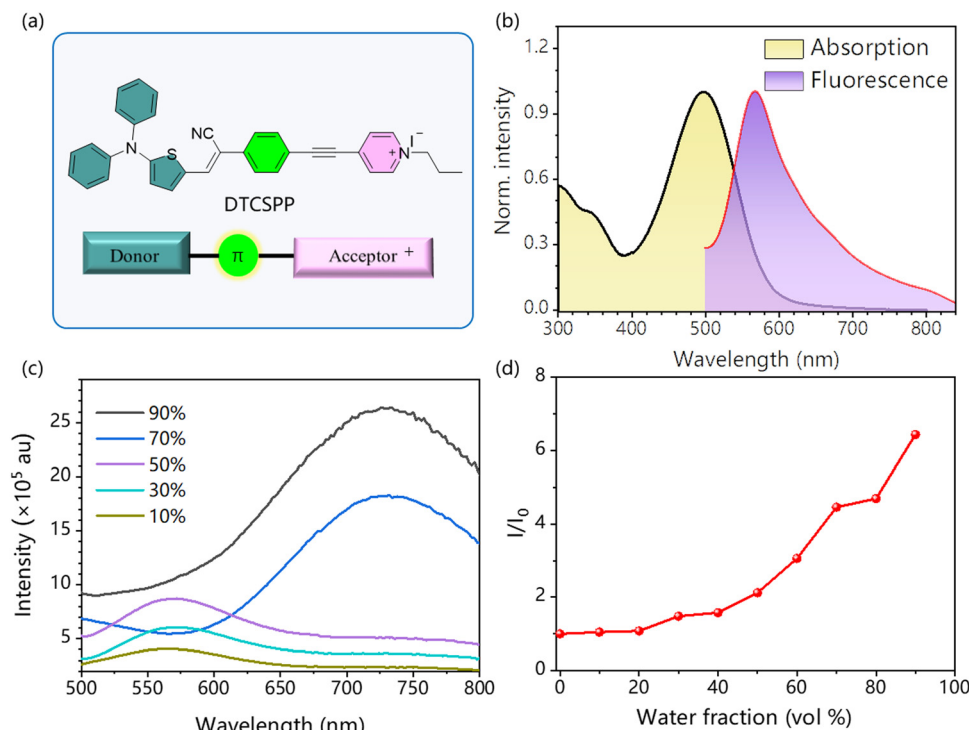 (a)
NC
N
S
N
+
I⁻
DTCSPP
Donor
π
Acceptor +
(b)
Norm. intensity
1.2
0.9
0.6
0.3
0.0
Absorption
Fluorescence
300 400 500 600 700 800
Wavelength (nm)
(c)
Intensity (×10⁵ au)
25
20
15
10
5
90%
70%
50%
30%
10%
500 550 600 650 700 750 800
Wavelength (nm)
(d)
I/I₀
8
6
4
2
0
0 20 40 60 80 100
Water fraction (vol %)